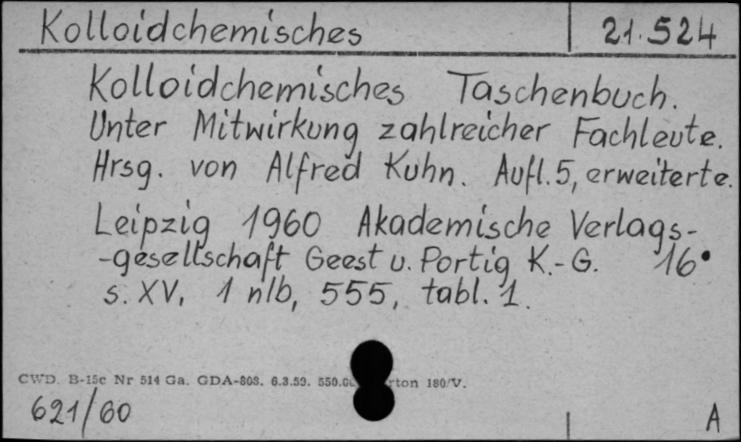 Kolloidchemisches 21.524
Kolloidchemisches Taschenbuch.
Unter Mitwirkung zahlreicher Fachleute.
Hrsg. von Alfred Kuhn. Aufl. 5, erweiterte.
Leipzig 1960 Akademische Verlags-
-gesellschaft Geest u. Portig K.-G. 16°
s. XV, 1 nlb, 555, tabl. 1.
CWD. B-15c Nr 514 Ga. GDA-808. 6.3.59. 180/V.
621/60 A